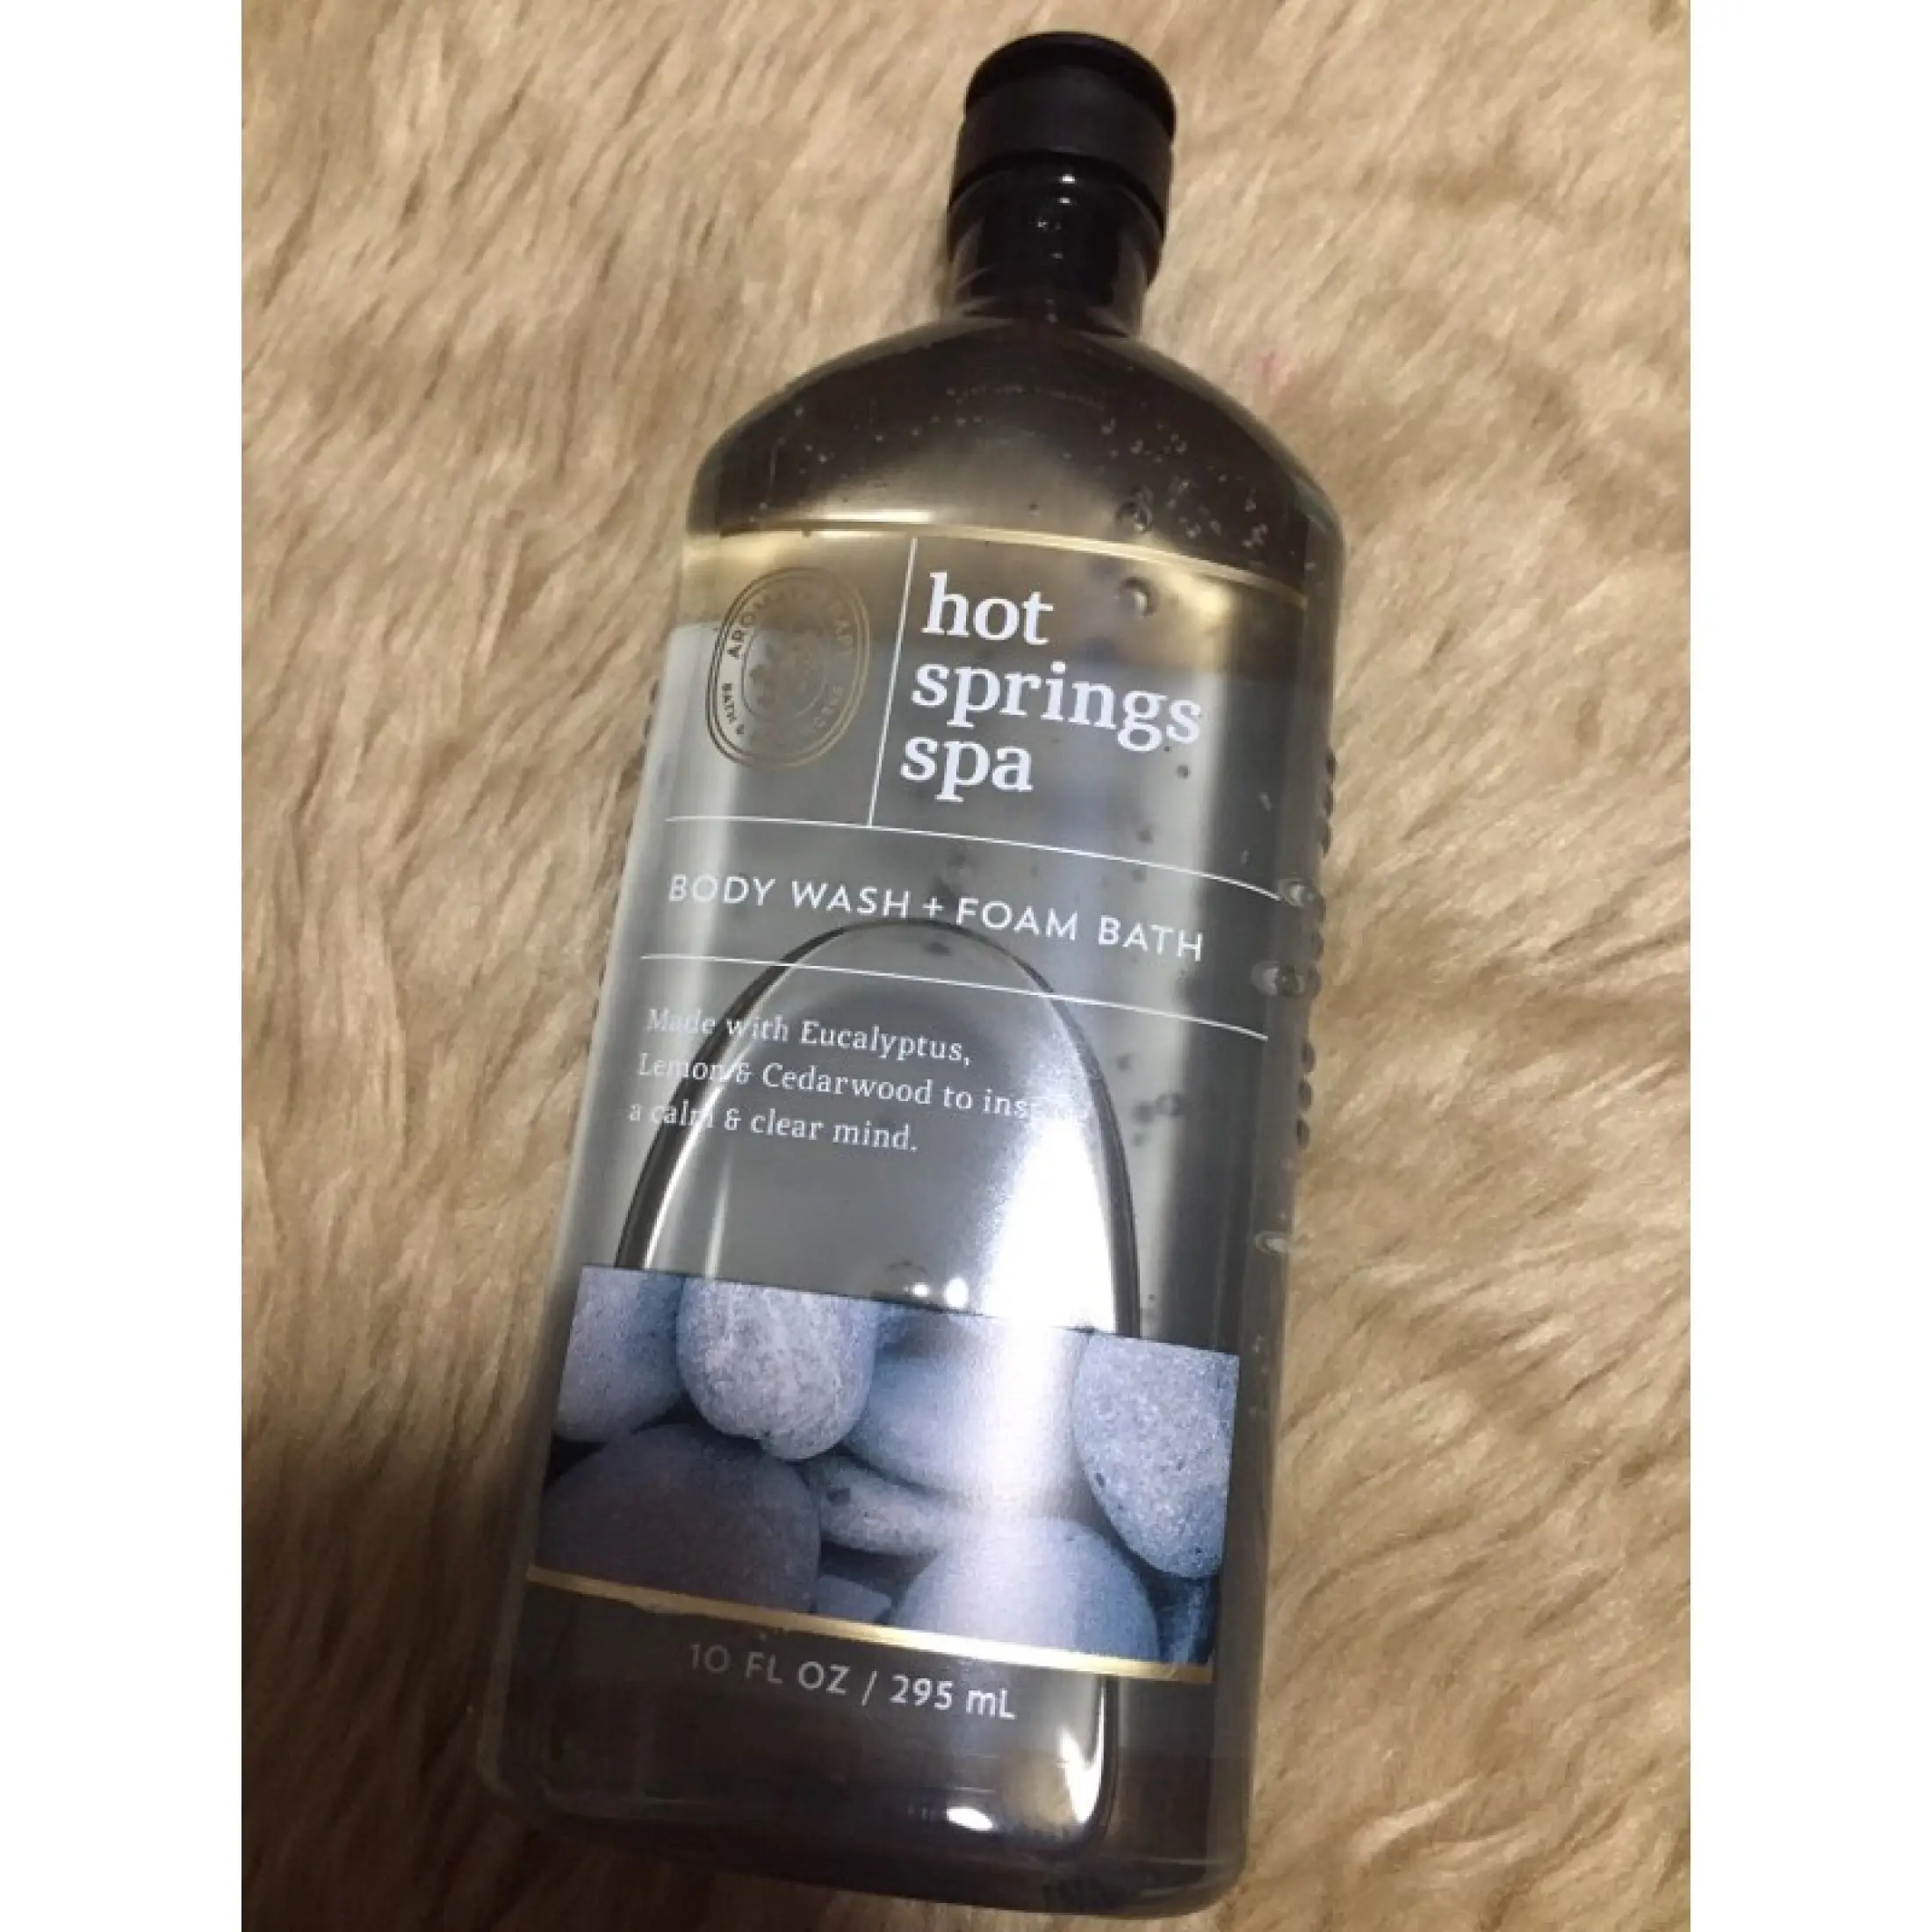 hot
springs
spa
BODY WASH + FOAM BATH
Made with Eucalyptus,
Lemon & Cedarwood to
a calm & clear mind.
10 FL OZ / 295 mL